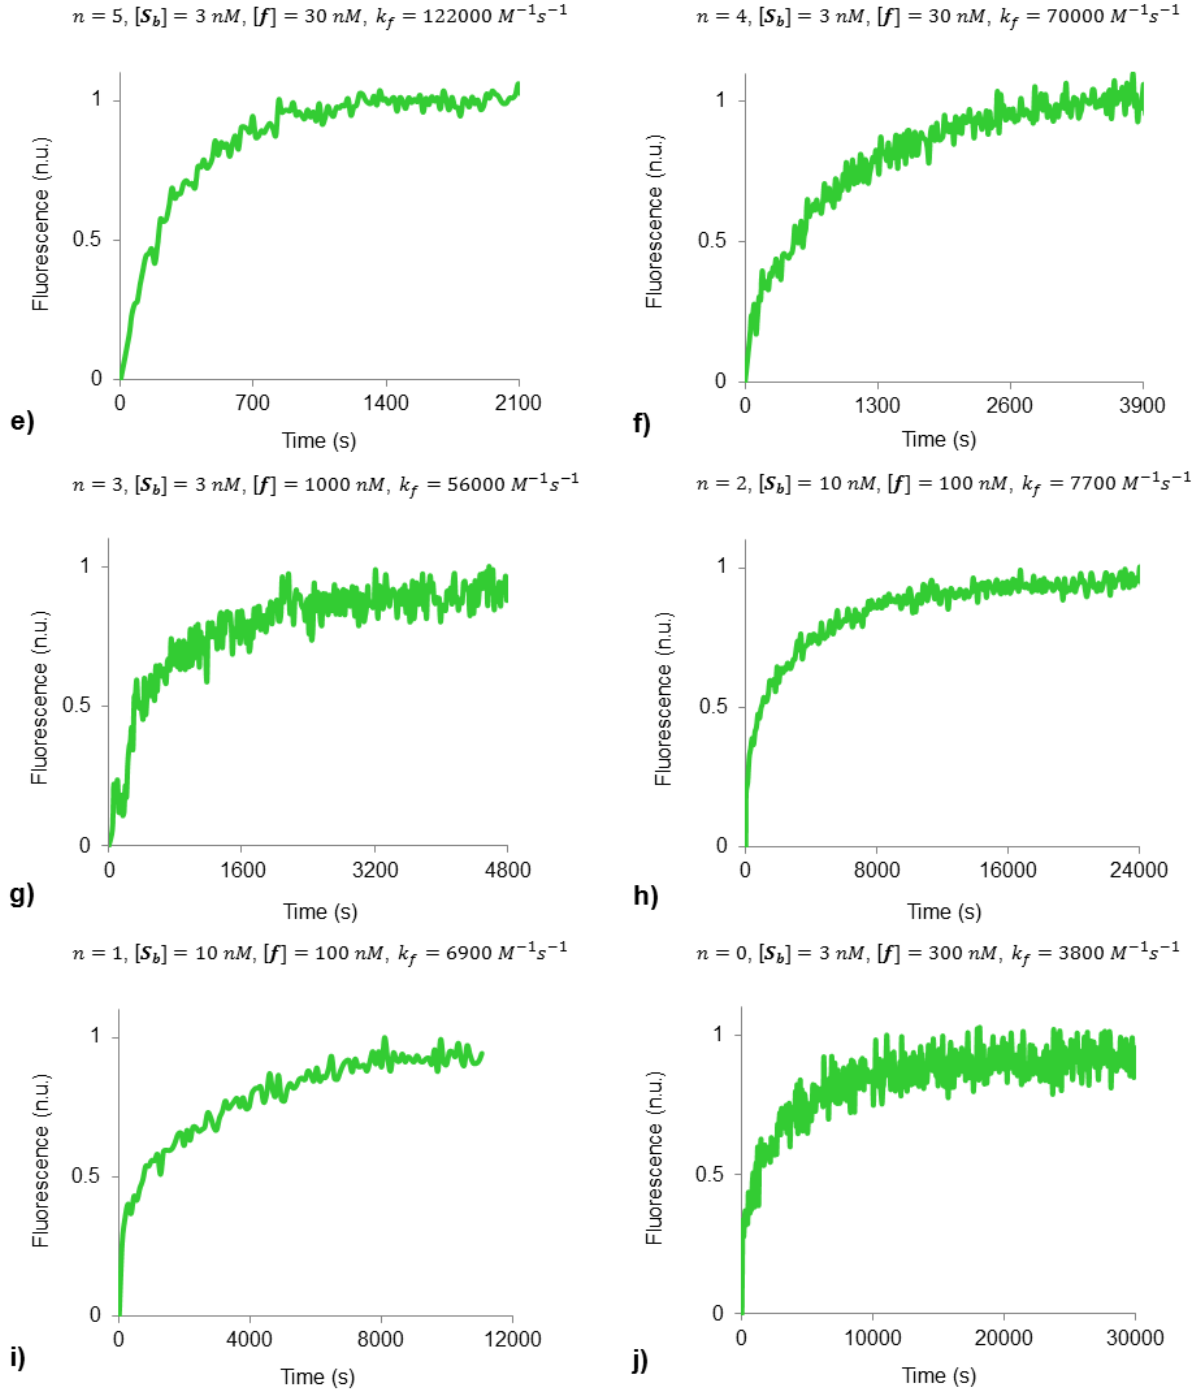 n = 5, [S_b] = 3 nM, [f] = 30 nM, k_f = 122000 M⁻¹s⁻¹
Fluorescence (n.u.)
1
0.5
0
0 700 1400 2100
Time (s)
e)
n = 4, [S_b] = 3 nM, [f] = 30 nM, k_f = 70000 M⁻¹s⁻¹
Fluorescence (n.u.)
1
0.5
0
0 1300 2600 3900
Time (s)
f)
n = 3, [S_b] = 3 nM, [f] = 1000 nM, k_f = 56000 M⁻¹s⁻¹
Fluorescence (n.u.)
1
0.5
0
0 1600 3200 4800
Time (s)
g)
n = 2, [S_b] = 10 nM, [f] = 100 nM, k_f = 7700 M⁻¹s⁻¹
Fluorescence (n.u.)
1
0.5
0
0 8000 16000 24000
Time (s)
h)
n = 1, [S_b] = 10 nM, [f] = 100 nM, k_f = 6900 M⁻¹s⁻¹
Fluorescence (n.u.)
1
0.5
0
0 4000 8000 12000
Time (s)
i)
n = 0, [S_b] = 3 nM, [f] = 300 nM, k_f = 3800 M⁻¹s⁻¹
Fluorescence (n.u.)
1
0.5
0
0 10000 20000 30000
Time (s)
j)